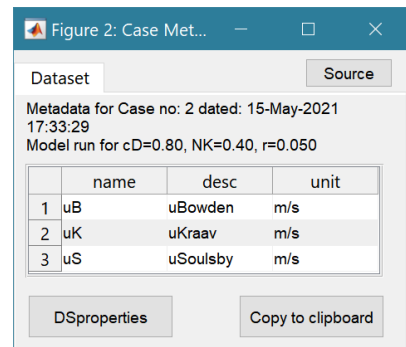 Figure 2: Case Met...
Dataset
Source
Metadata for Case no: 2 dated: 15-May-2021
17:33:29
Model run for cD=0.80, NK=0.40, r=0.050
name desc unit
1 uB uBowden m/s
2 uK uKraav m/s
3 uS uSoulsby m/s
DSproperties Copy to clipboard